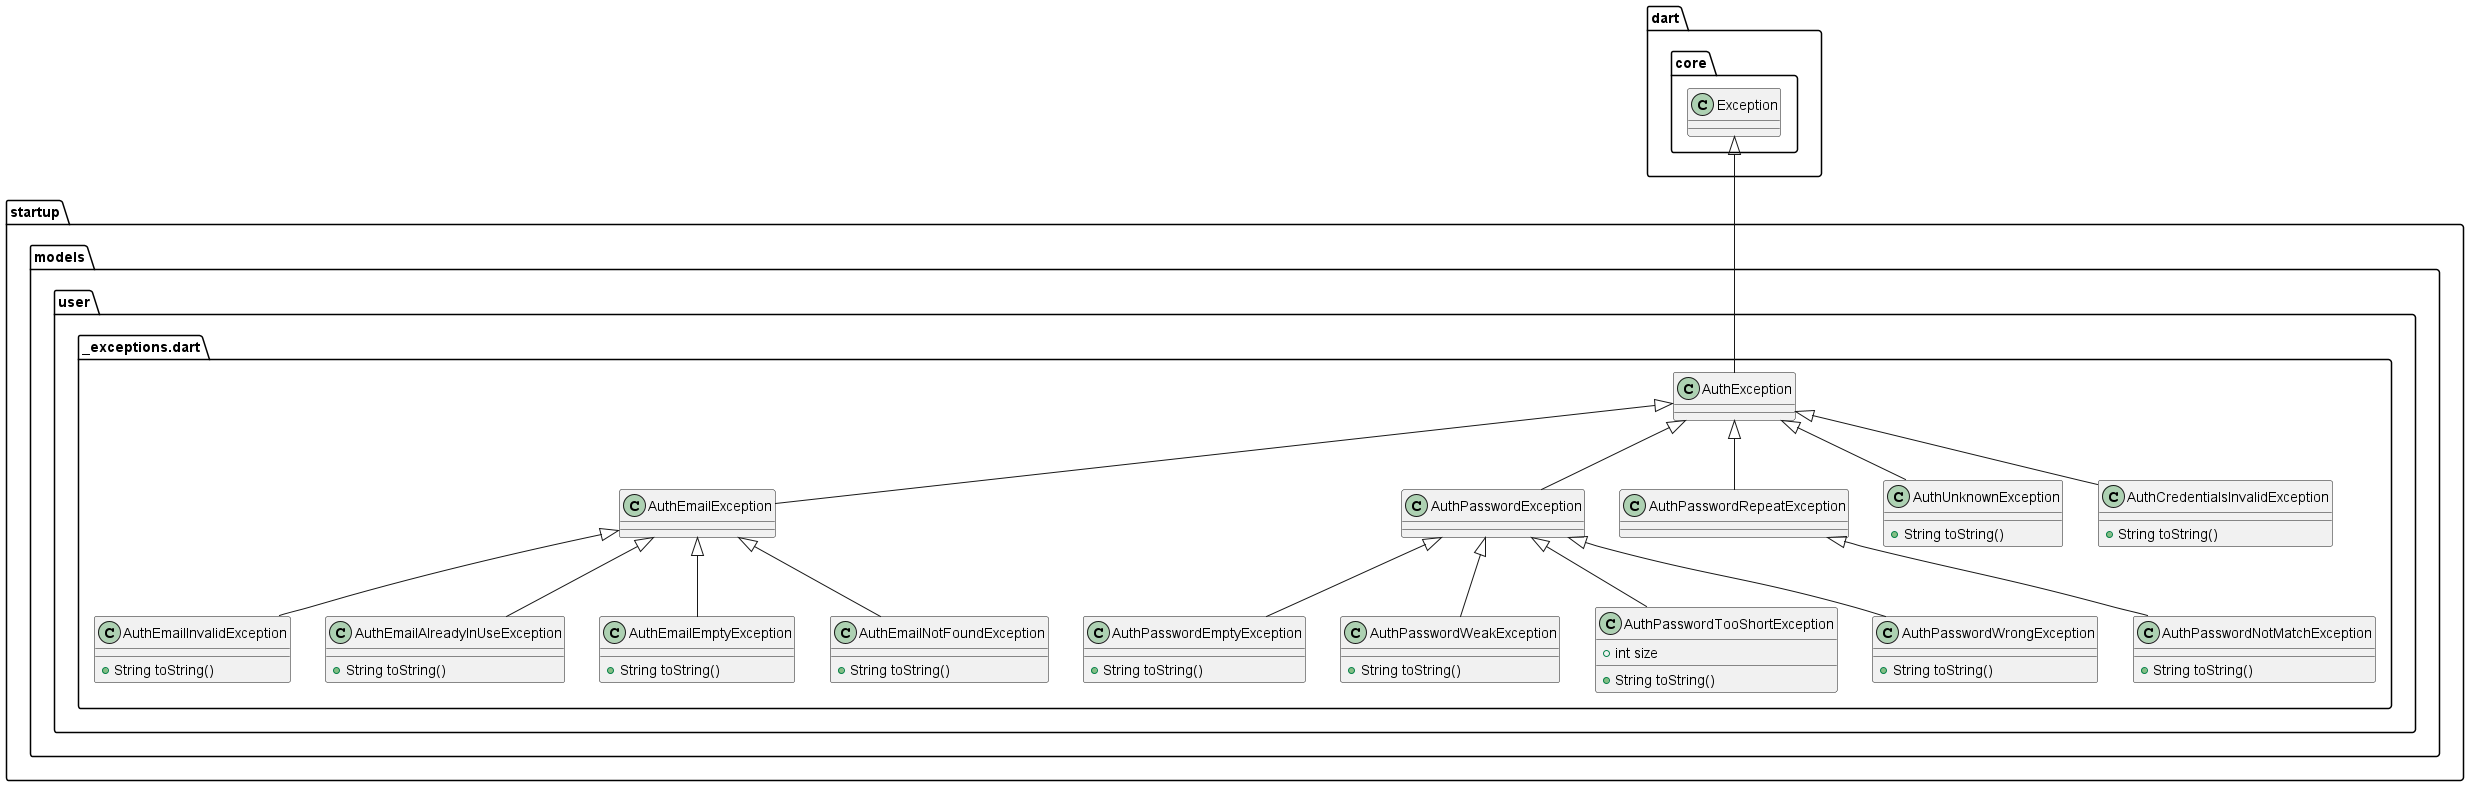 dart
core
C Exception
startup
models
user
_exceptions.dart
C AuthException
C AuthEmailException
C AuthPasswordException
C AuthPasswordRepeatException
C AuthUnknownException
String toString()
C AuthCredentialsInvalidException
String toString()
C AuthEmailInvalidException
String toString()
C AuthEmailAlreadyInUseException
String toString()
C AuthEmailEmptyException
String toString()
C AuthEmailNotFoundException
String toString()
C AuthPasswordEmptyException
String toString()
C AuthPasswordWeakException
String toString()
C AuthPasswordTooShortException
int size
String toString()
C AuthPasswordWrongException
String toString()
C AuthPasswordNotMatchException
String toString()